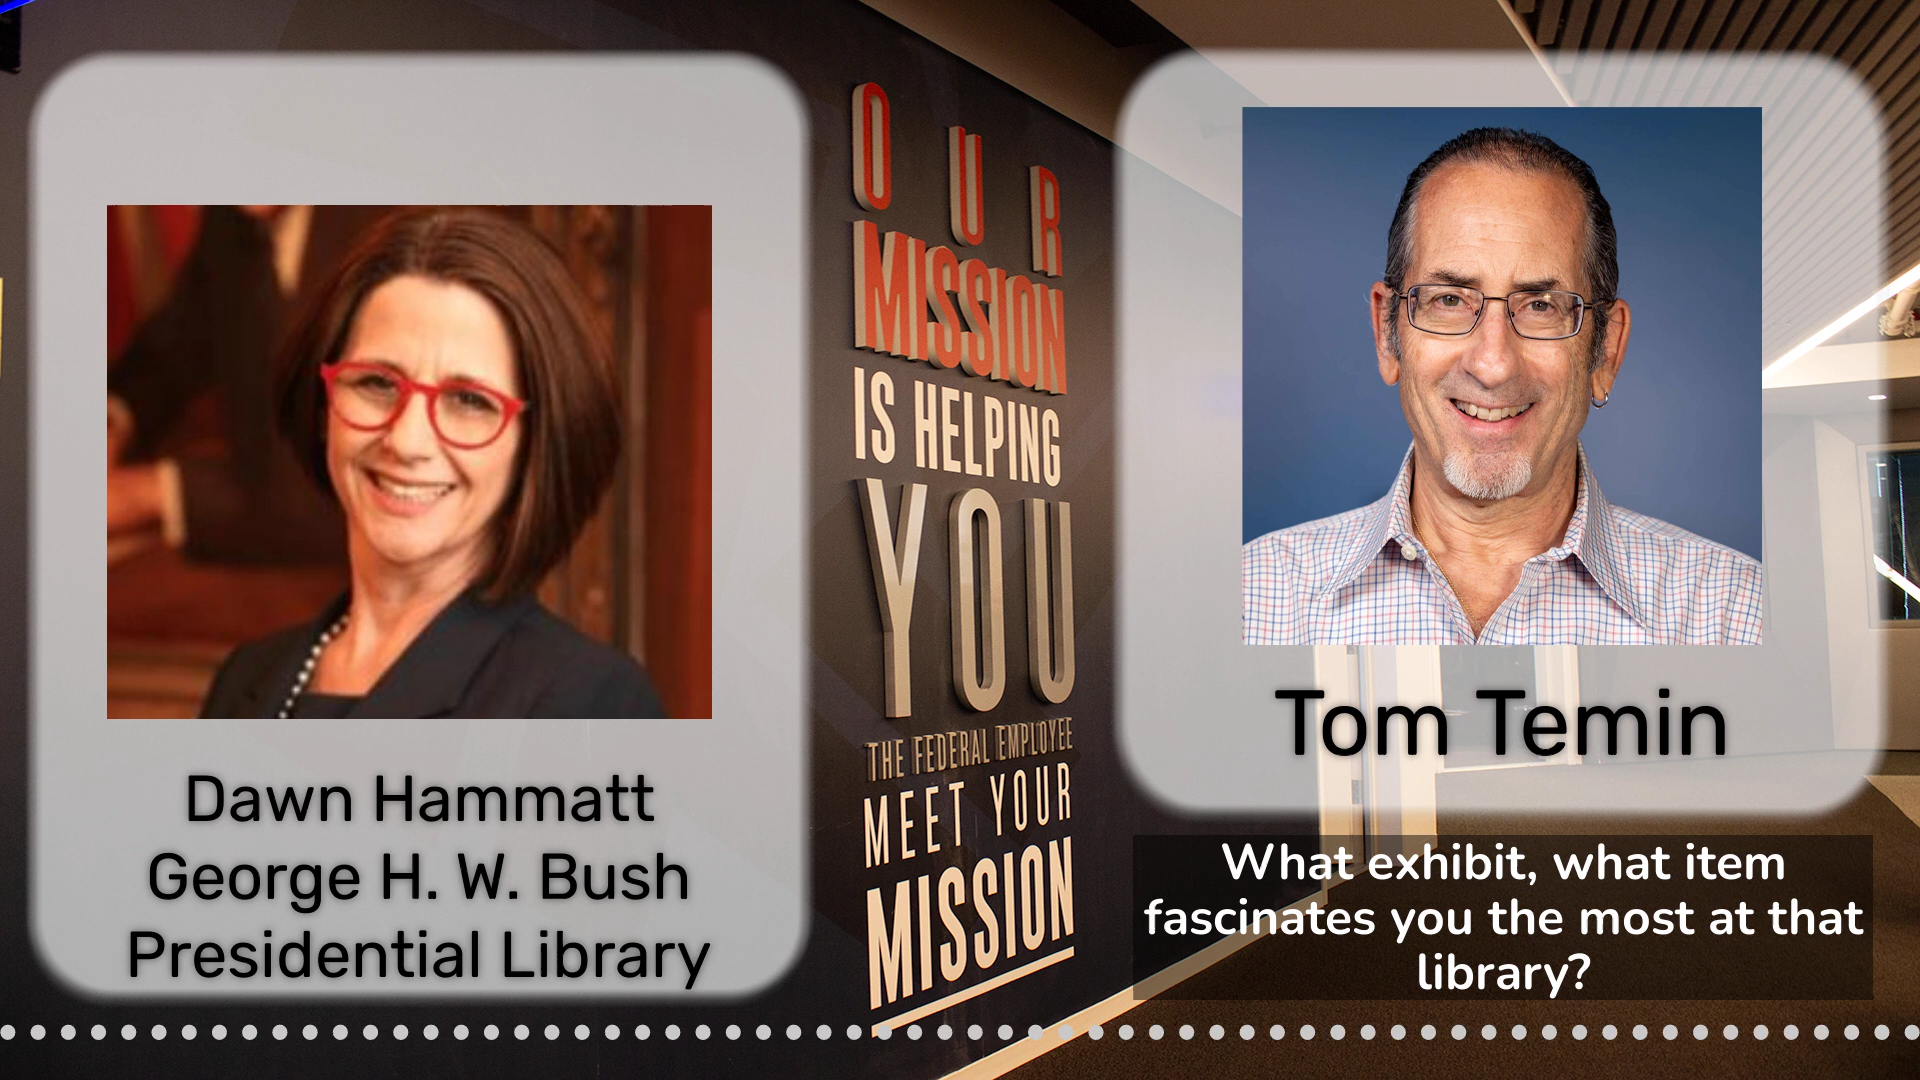 Dawn Hammatt
George H. W. Bush
Presidential Library
OUR
MISSION
IS HELPING
YOU
THE FEDERAL EMPLOYEE
MEET YOUR
MISSION
Tom Temin
What exhibit, what item
fascinates you the most at that
library?